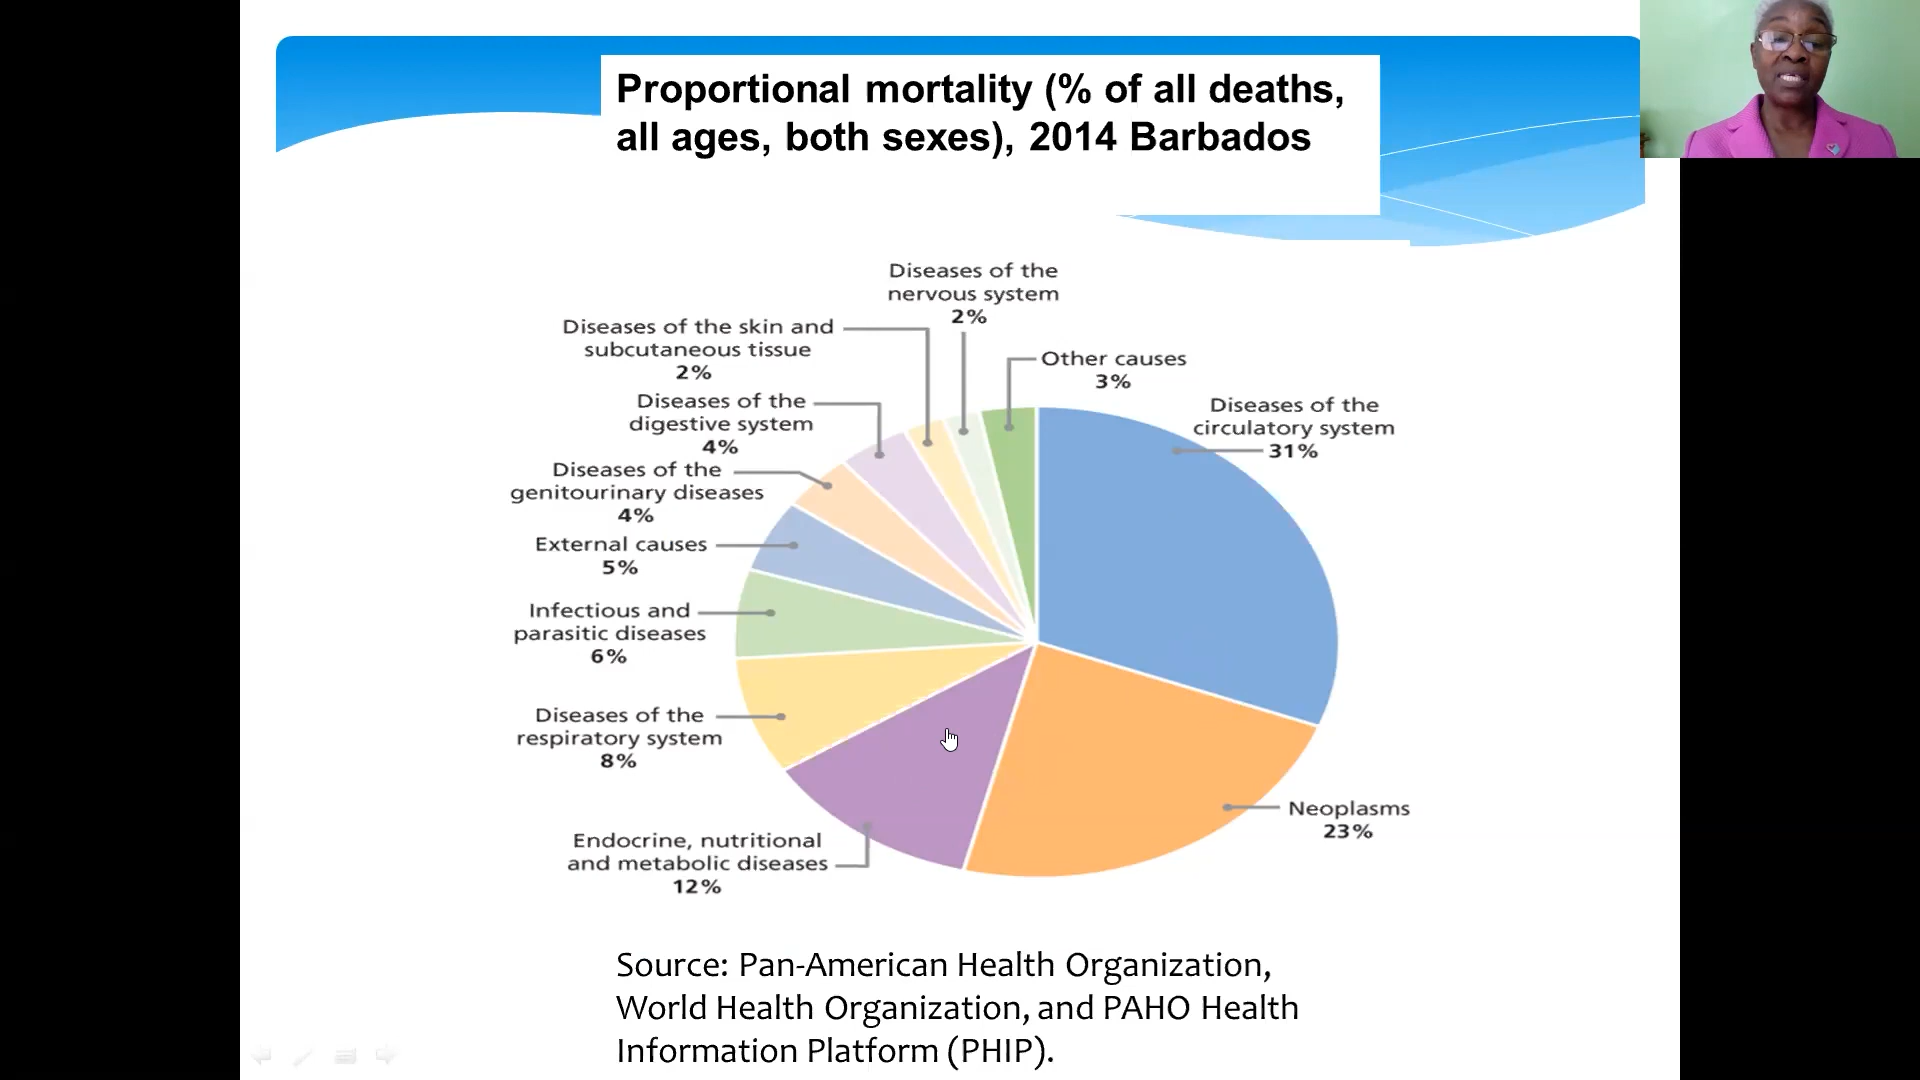 Proportional mortality (% of all deaths,
all ages, both sexes), 2014 Barbados
Diseases of the
nervous system
2%
Diseases of the skin and
subcutaneous tissue
2%
Other causes
3%
Diseases of the
digestive system
4%
Diseases of the
circulatory system
31%
Diseases of the
genitourinary diseases
4%
External causes
5%
Infectious and
parasitic diseases
6%
Diseases of the
respiratory system
8%
Neoplasms
23%
Endocrine, nutritional
and metabolic diseases
12%
Source: Pan-American Health Organization,
World Health Organization, and PAHO Health
Information Platform (PHIP).